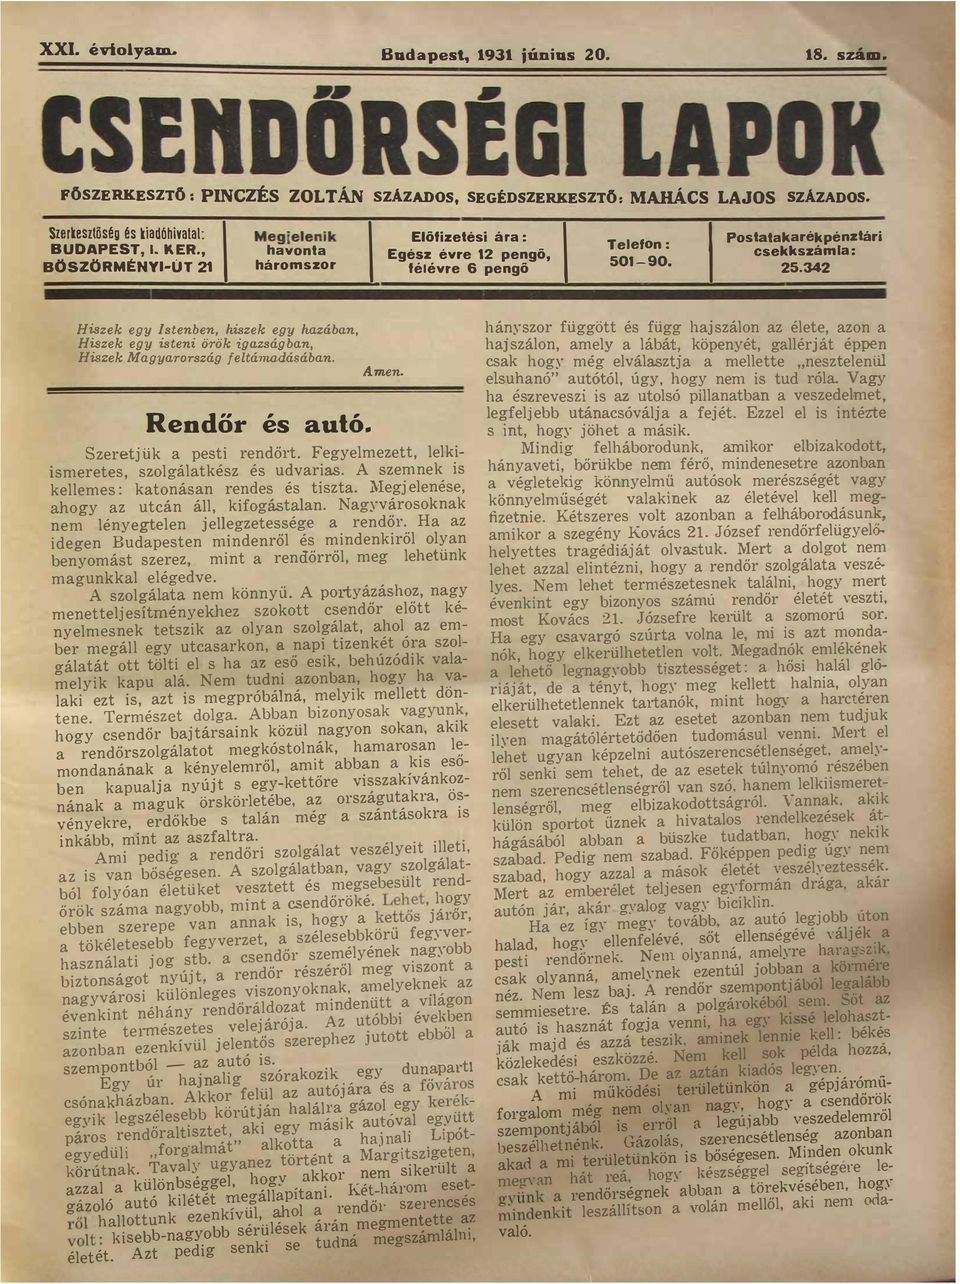 XXI. évfolyam.
Budapest, 1931 június 20.
18. szám.
CSENDŐRSÉGI LAPOK
FŐSZERKESZTŐ: PINCZÉS ZOLTÁN SZÁZADOS, SEGÉDSZERKESZTŐ: MAHÁCS LAJOS SZÁZADOS.
Szerkesztőség és kiadóhivatal:
BUDAPEST, I. KER.,
BÖSZÖRMÉNYI-ÚT 21
Megjelenik
havonta
háromszor
Előfizetési ára:
Egész évre 12 pengő,
félévre 6 pengő
Telefon:
501-90.
Postatakarékpénztári
csekkszámla:
25.342
Hiszek egy Istenben, hiszek egy hazában,
Hiszek egy isteni örök igazságban,
Hiszek Magyarország feltámadásában.
Amen.
Rendőr és autó.
Szeretjük a pesti rendőrt. Fegyelmezett, lelki-
ismeretes, szolgálatkész és udvarias. A szemnek is
kellemes: katonásan rendes és tiszta. Megjelenése,
ahogy az utcán áll, kifogástalan. Nagyvárosoknak
nem lényegtelen jellegzetessége a rendőr. Ha az
idegen Budapesten mindenről és mindenkiről olyan
benyomást szerez, mint a rendőrről, meg lehetünk
magunkkal elégedve.
A szolgálata nem könnyű. A portyázáshoz, nagy
menetteljesítményekhez szokott csendőr előtt ké-
nyelmesnek tetszik az olyan szolgálat, ahol az em-
ber megáll egy utcasarkon, a napi tizenkét óra szol-
gálatát ott tölti el s ha az eső esik, behúzódik vala-
melyik kapu alá. Nem tudni azonban, hogy ha va-
laki ezt is, azt is megpróbálná, melyik mellett dön-
tene. Természet dolga. Abban bizonyosak vagyunk,
hogy csendőr bajtársaink közül nagyon sokan, akik
a rendőrszolgálatot megkóstolnák, hamarosan le-
mondanának a kényelemről, amit abban a kis eső-
ben kapualja nyújt s egy-kettőre visszakívánkoz-
nának a maguk örskörletébe, az országutakra, ös-
vényekre, erdőkbe s talán még a szántásokra is
inkább, mint az aszfaltra.
Ami pedig a rendőri szolgálat veszélyeit illeti,
az is van bőségesen. A szolgálatban, vagy szolgálat-
ból folyóan életüket vesztett és megsebesült rend-
őrök száma nagyobb, mint a csendőröké. Lehet, hogy
ebben szerepe van annak is, hogy a kettős járőr,
a tökéletesebb fegyverzet, a szélesebbkörű fegyver-
használati jog stb. a csendőr személyének nagyobb
biztonságot nyújt, a rendőr részéről meg viszont a
nagyvárosi különleges viszonyoknak, amelyeknek az
évenkint néhány rendőráldozat mindenütt a világon
szinte természetes velejárója. Az utóbbi években
azonban ezenkívül jelentős szerephez jutott ebből a
szempontból — az autó is.
Egy úr hajnalig szórakozik egy dunaparti
csónakházban. Akkor felül az autójára és a főváros
egyik legszélesebb körútján halálra gázol egy kerék-
páros rendőraltisztet, aki egy másik autóval együtt
egyedüli „forgalmát” alkotta a hajnali Lipót-
körútnak. Tavaly ugyanez történt a Margitszigeten,
azzal a különbséggel, hogy akkor nem sikerült a
gázoló autó kilétét megállapítani. Két-három eset-
ről hallottunk ezenkívül, ahol a rendőr szerencsés
volt: kisebb-nagyobb sérülések árán megmentette az
életét. Azt pedig senki se tudná megszámlálni,
hányszor függött és függ hajszálon az élete, azon a
hajszálon, amely a lábát, köpenyét, gallérját éppen
csak hogy még elválasztja a mellette „nesztelenül
elsuhanó” autótól, úgy, hogy nem is tud róla. Vagy
ha észreveszi is az utolsó pillanatban a veszedelmet,
legfeljebb utánacsóválja a fejét. Ezzel el is intézte
s int, hogy jöhet a másik.
Mindig felháborodunk, amikor elbizakodott,
hányaveti, bőrükbe nem férő, mindenesetre azonban
a végletekig könnyelmű autósok merészségét vagy
könnyelműségét valakinek az életével kell meg-
fizetnie. Kétszeres volt azonban a felháborodásunk,
amikor a szegény Kovács 21. József rendőrfelügyelő-
helyettes tragédiáját olvastuk. Mert a dolgot nem
lehet azzal elintézni, hogy a rendőr szolgálata veszé-
lyes. Nem lehet természetesnek találni, hogy mert
évenkint egy bizonyos számú rendőr életét veszti,
most Kovács 21. Józsefre került a szomorú sor.
Ha egy csavargó szúrta volna le, mi is azt monda-
nók, hogy elkerülhetetlen volt. Megadnók emlékének
a lehető legnagyobb tisztességet: a hősi halál gló-
riáját, de a tényt, hogy meg kellett halnia, olyan
elkerülhetetlennek tartanók, mint hogy a harctéren
elesett valaki. Ezt az esetet azonban nem tudjuk
ilyen magátólértetődően tudomásul venni. Mert el
lehet ugyan képzelni autószerencsétlenséget, amely-
ről senki sem tehet, de az esetek túlnyomó részében
nem szerencsétlenségről van szó, hanem lelkiismeret-
lenségről, meg elbizakodottságról. Vannak, akik
külön sportot űznek a hivatalos rendelkezések át-
hágásából abban a büszke tudatban, hogy nekik
szabad. Pedig nem szabad. Főképpen pedig úgy nem
szabad, hogy azzal a mások életét veszélyeztessék.
Mert az emberélet teljesen egyformán drága, akár
autón jár, akár gyalog vagy biciklin.
Ha ez így megy tovább, az autó legjobb úton
halad, hogy ellenfelévé, sőt ellenségévé váljék a
pesti rendőrnek. Nem olyanná, amelyre haragszik,
csak olyanná, amelynek ezentúl jobban a körmére
néz. Nem lesz baj. A rendőr szempontjából legalább
semmiesetre. És talán a polgárokéból sem. Sőt az
autó is hasznát fogja venni, ha egy kissé lelohaszt-
ják majd és azzá teszik, aminek lennie kell: békés
közlekedési eszközzé. Nem kell sok példa hozzá,
csak kettő-három. De az aztán kiadós legyen.
A mi működési területünkön a gépjárómű-
forgalom még nem olyan nagy, hogy a csendőrök
szempontjából is erről a legújabb veszedelemről
beszélhetnénk. Gázolás, szerencsétlenség azonban
akad a mi területünkön is bőségesen. Minden okunk
megvan hát reá, hogy készséggel segítségére le-
gyünk a rendőrségnek abban a törekvésében, hogy
mindenkit leszállítson a volán mellől, aki nem oda-
való.